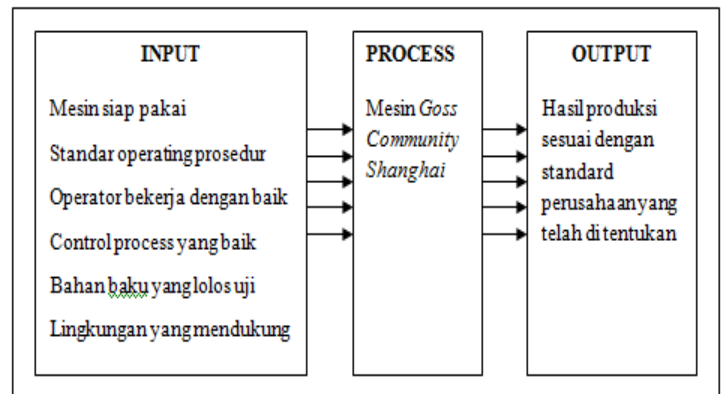 INPUT
Mesin siap pakai
Standar operating prosedur
Operator bekerja dengan baik
Control process yang baik
Bahan baku yang lolos uji
Lingkungan yang mendukung
PROCESS
Mesin Goss
Community
Shanghai
OUTPUT
Hasil produksi
sesuai dengan
standard
perusahaan yang
telah di tentukan